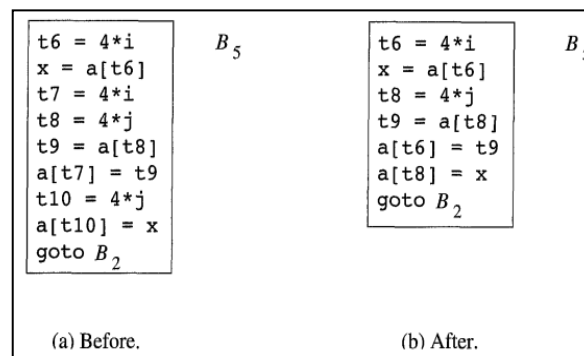 t6 = 4*i
x = a[t6]
t7 = 4*i
t8 = 4*j
t9 = a[t8]
a[t7] = t9
t10 = 4*j
a[t10] = x
goto B2
B5
(a) Before.
t6 = 4*i
x = a[t6]
t8 = 4*j
t9 = a[t8]
a[t6] = t9
a[t8] = x
goto B2
B
(b) After.